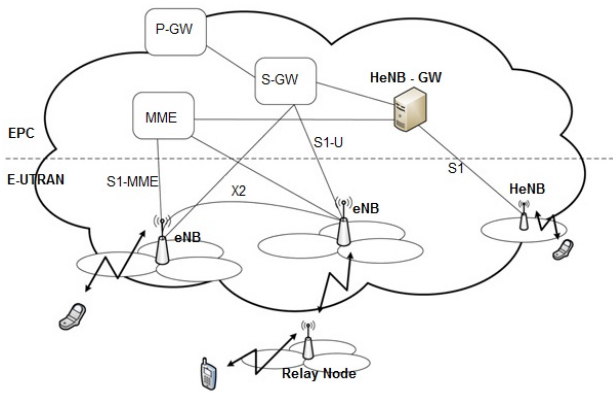 P-GW
S-GW
HeNB - GW
MME
EPC
S1-U
E-UTRAN
S1-MME
S1
X2
HeNB
eNB
eNB
Relay Node